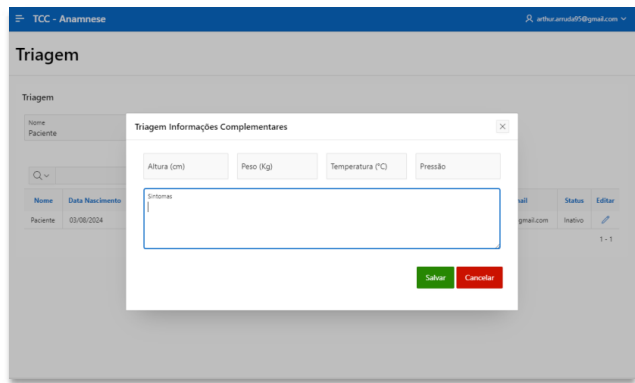 TCC - Anamnese
arthur.arruda95@gmail.com
Triagem
Triagem
Nome
Paciente
Triagem Informações Complementares
Altura (cm) Peso (Kg) Temperatura (°C) Pressão
Sintomas
Salvar Cancelar
Nome Data Nascimento Status Editar
Paciente 03/08/2024 gmail.com Inativo
1 - 1